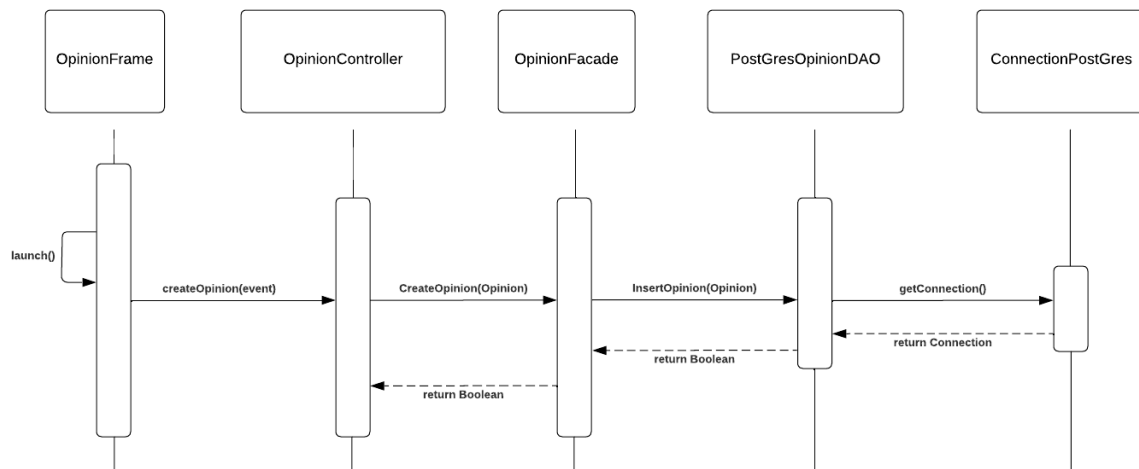 OpinionFrame
OpinionController
OpinionFacade
PostGresOpinionDAO
ConnectionPostGres
launch()
createOpinion(event)
CreateOpinion(Opinion)
InsertOpinion(Opinion)
getConnection()
return Connection
return Boolean
return Boolean